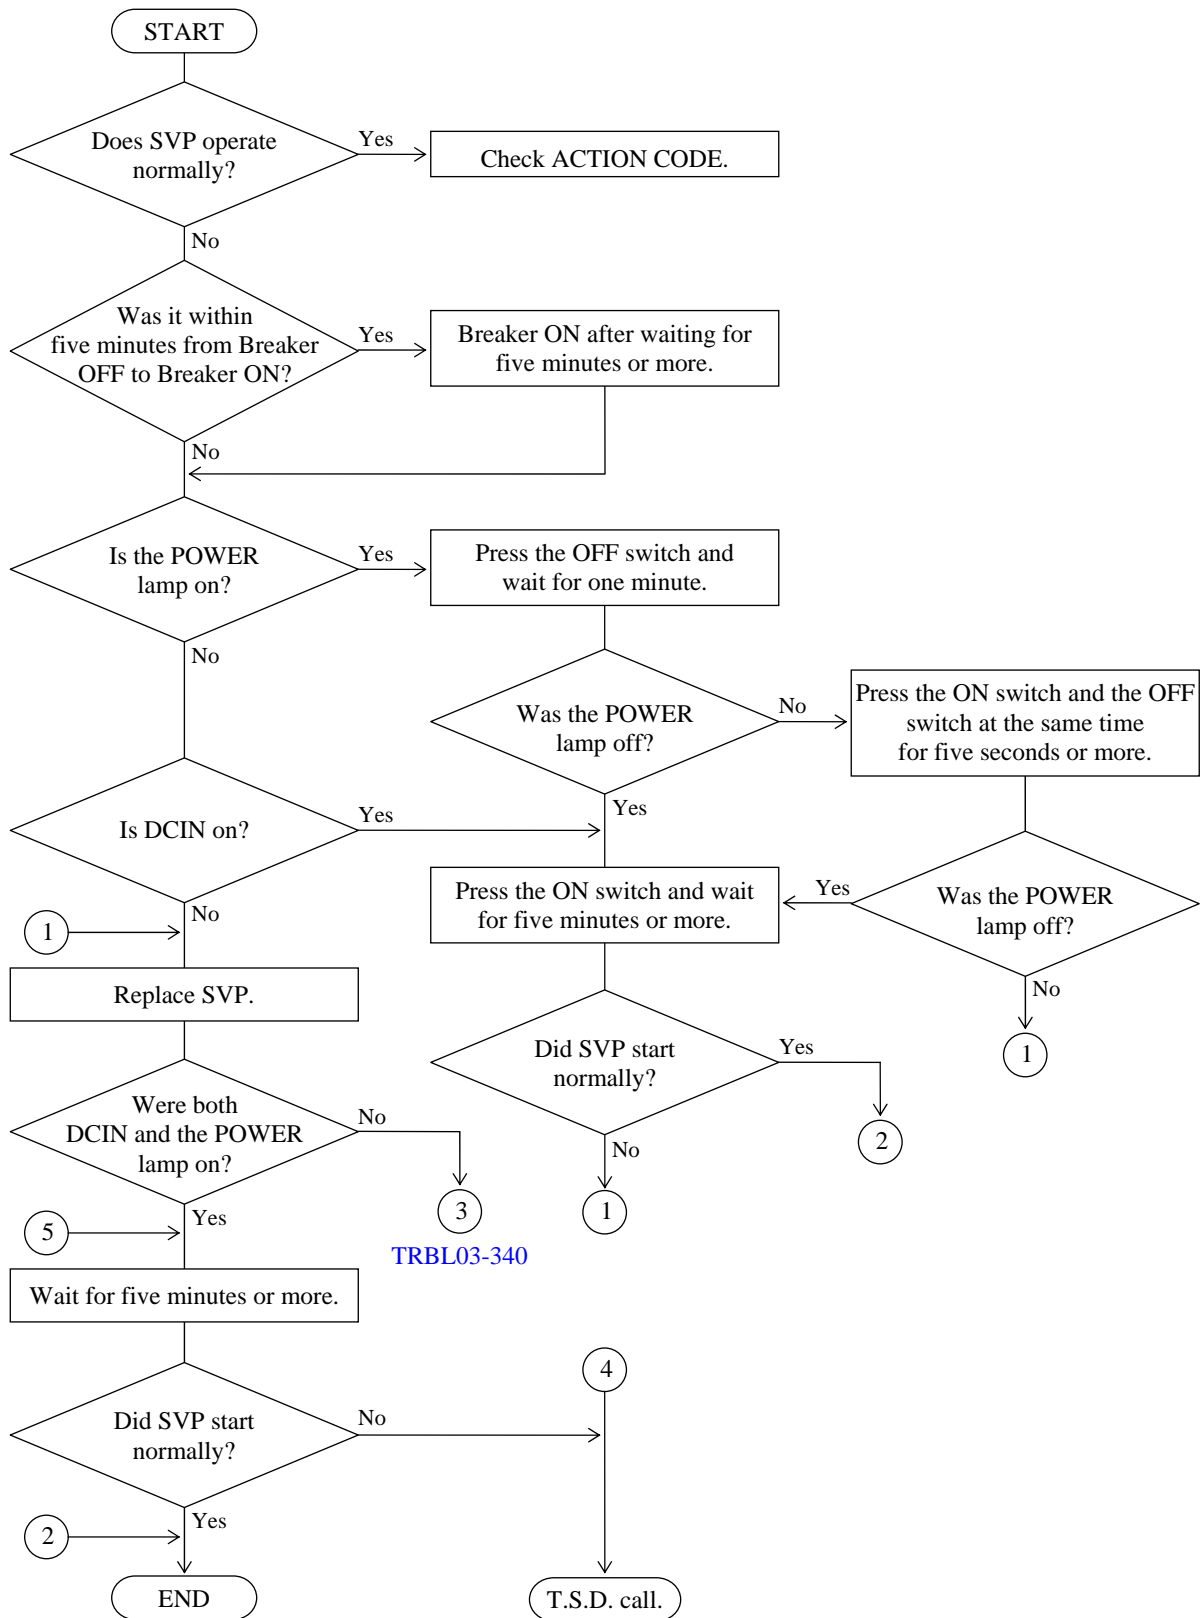 START
Does SVP operate
normally?
Yes
Check ACTION CODE.
No
Was it within
five minutes from Breaker
OFF to Breaker ON?
Yes
Breaker ON after waiting for
five minutes or more.
No
Is the POWER
lamp on?
Yes
Press the OFF switch and
wait for one minute.
No
Was the POWER
lamp off?
No
Press the ON switch and the OFF
switch at the same time
for five seconds or more.
Yes
Is DCIN on?
Yes
Press the ON switch and wait
for five minutes or more.
Yes
Was the POWER
lamp off?
No
1
No
1
Replace SVP.
Did SVP start
normally?
Yes
2
No
1
Were both
DCIN and the POWER
lamp on?
No
3
TRBL03-340
Yes
5
Wait for five minutes or more.
4
Did SVP start
normally?
No
Yes
2
END
T.S.D. call.